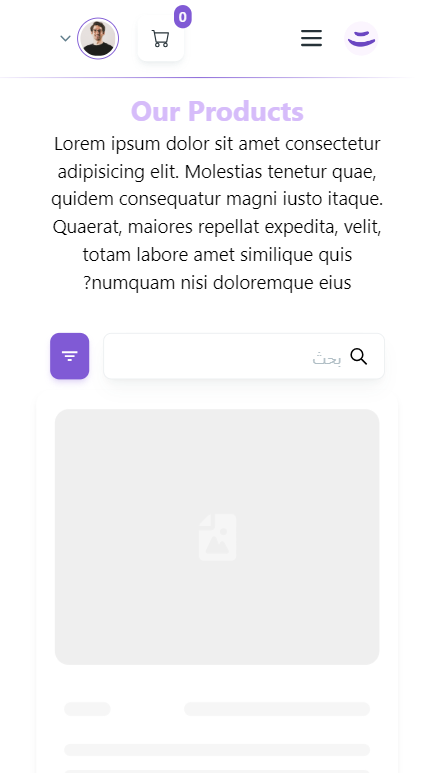 0
Our Products
Lorem ipsum dolor sit amet consectetur
adipisicing elit. Molestias tenetur quae,
quidem consequatur magni iusto itaque.
Quaerat, maiores repellat expedita, velit,
totam labore amet similique quis
?numquam nisi doloremque eius
بحث